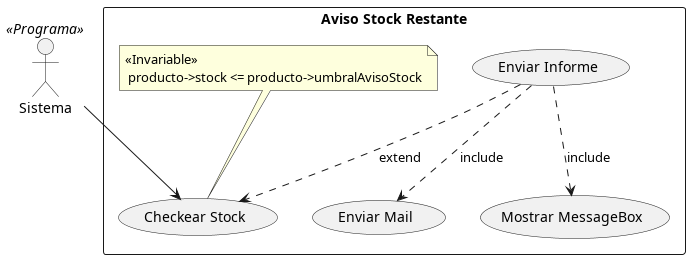 Aviso Stock Restante
«Programa»
Sistema
«Invariable»
producto->stock <= producto->umbralAvisoStock
Enviar Informe
extend
include
include
Checkear Stock
Enviar Mail
Mostrar MessageBox